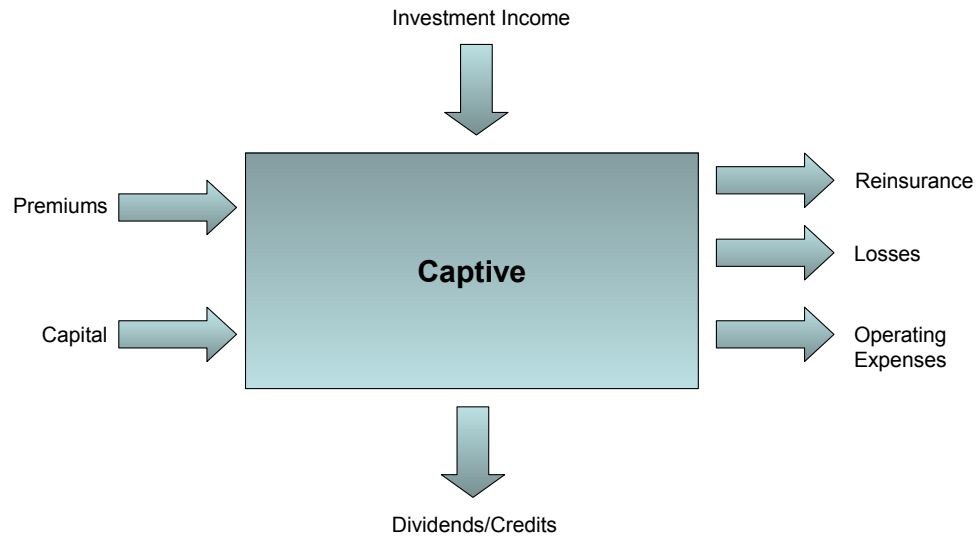 Investment Income
Premiums
Capital
Captive
Reinsurance
Losses
Operating
Expenses
Dividends/Credits